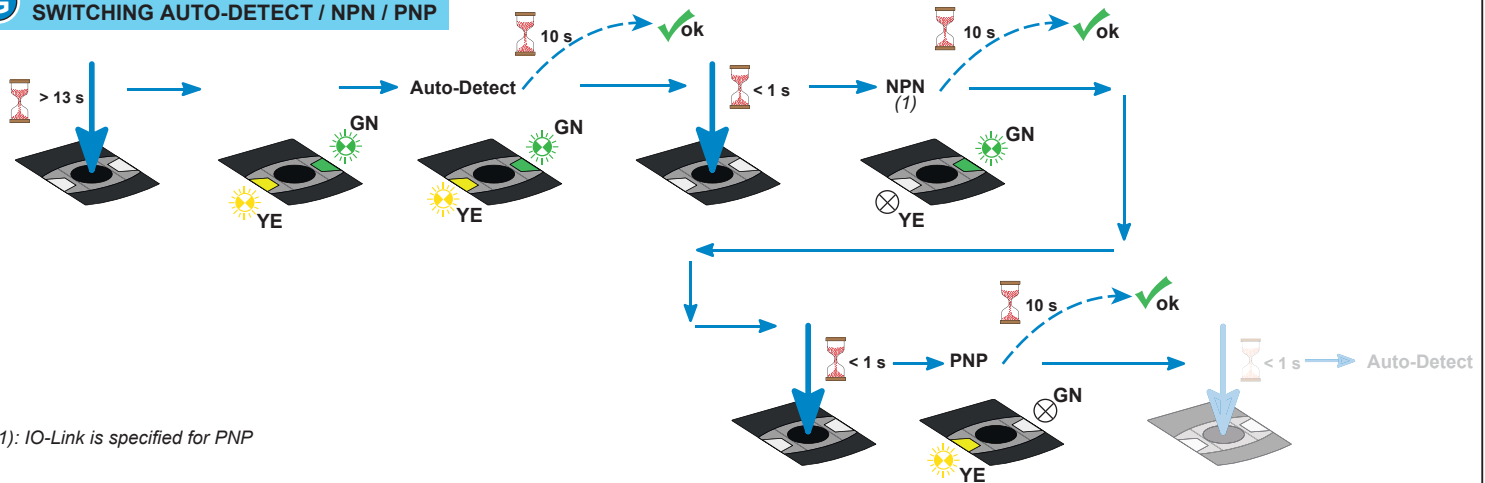 G
SWITCHING AUTO-DETECT / NPN / PNP
> 13 s
Auto-Detect
10 s
ok
< 1 s
NPN
(1)
10 s
ok
GN
YE
GN
YE
GN
YE
< 1 s
PNP
10 s
ok
< 1 s
Auto-Detect
GN
YE
1): IO-Link is specified for PNP